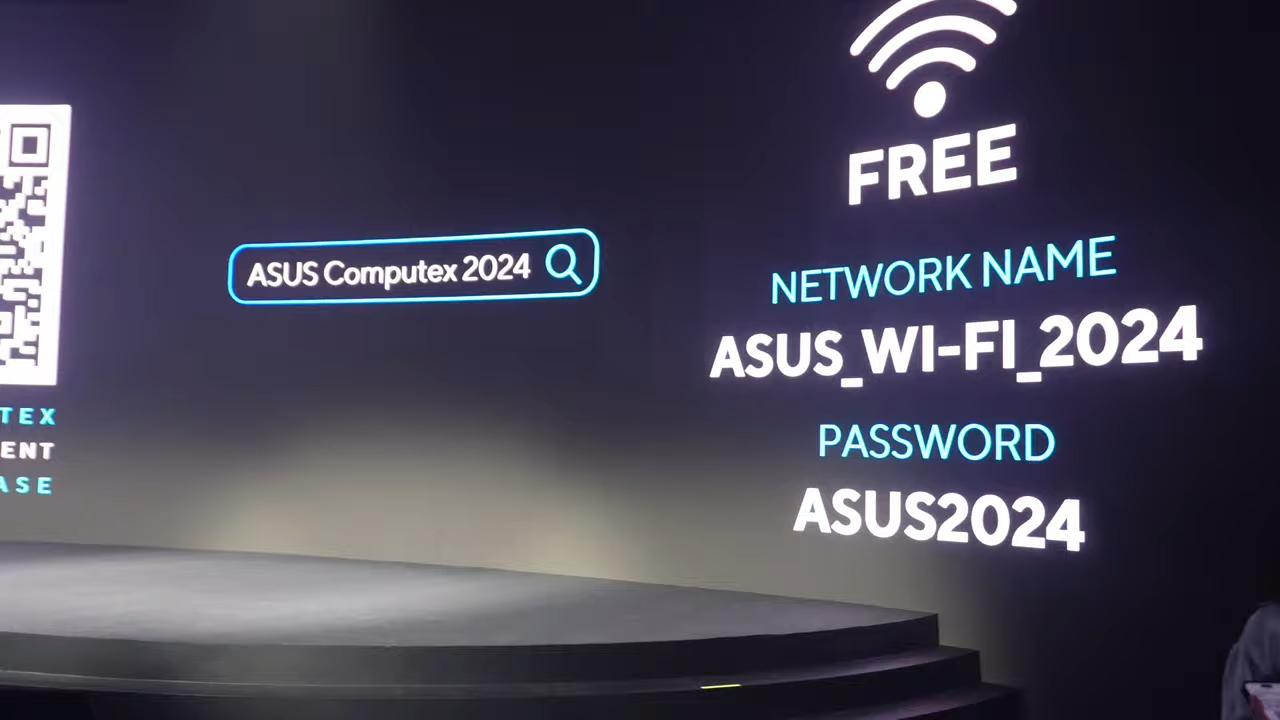 TEX
ENT
ASE
ASUS Computex 2024
FREE
NETWORK NAME
ASUS_WI-FI_2024
PASSWORD
ASUS2024